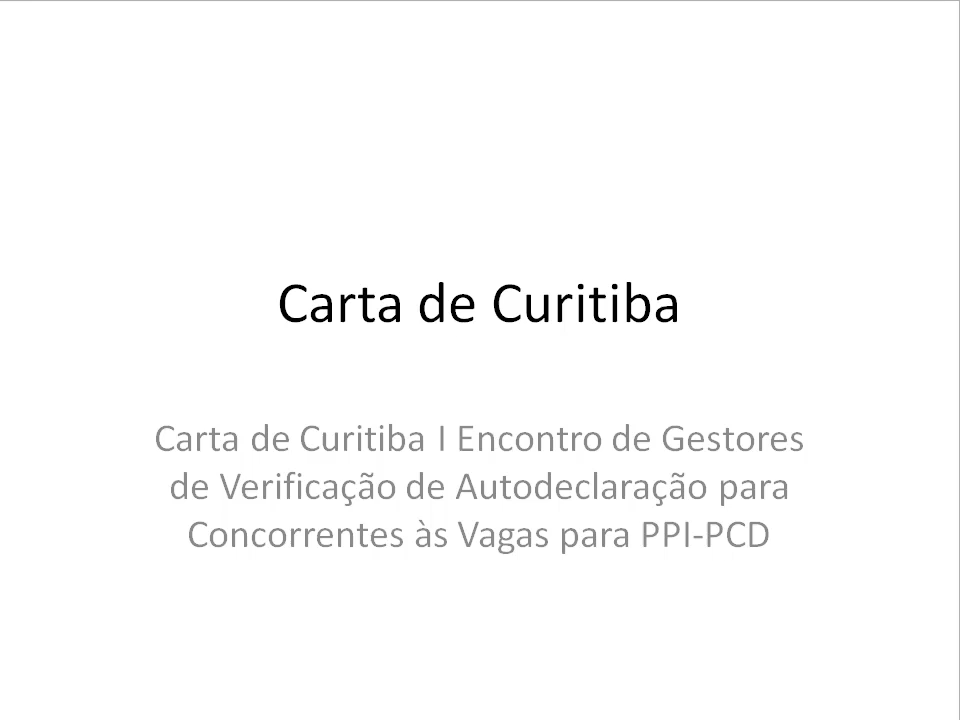 Carta de Curitiba
Carta de Curitiba I Encontro de Gestores
de Verificação de Autodeclaração para
Concorrentes às Vagas para PPI-PCD